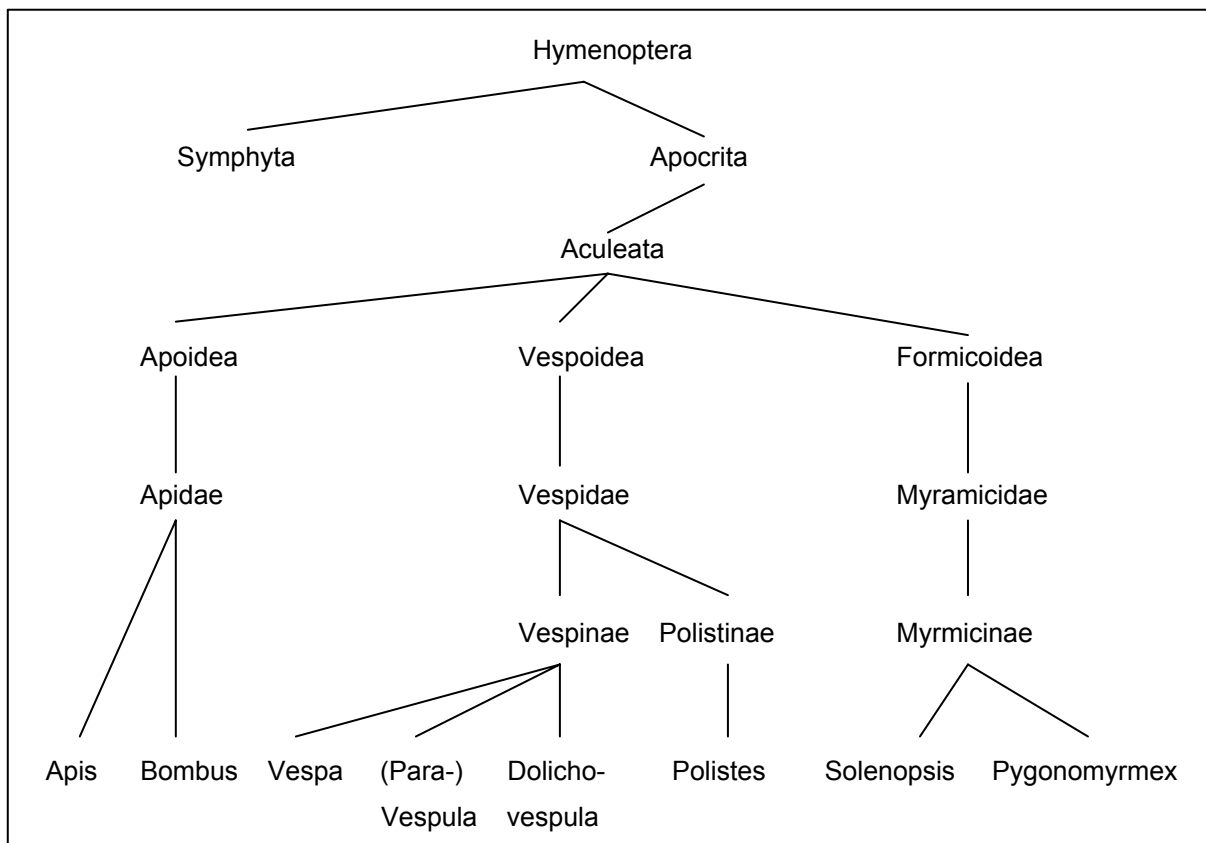 Hymenoptera
Symphyta Apocrita
Aculeata
Apoidea Vespoidea Formicoidea
Apidae Vespidae Myramicidae
Vespinae Polistinae Myrmicinae
Apis Bombus Vespa (Para-) Dolicho- Polistes Solenopsis Pygonomyrmex
Vespula vespula